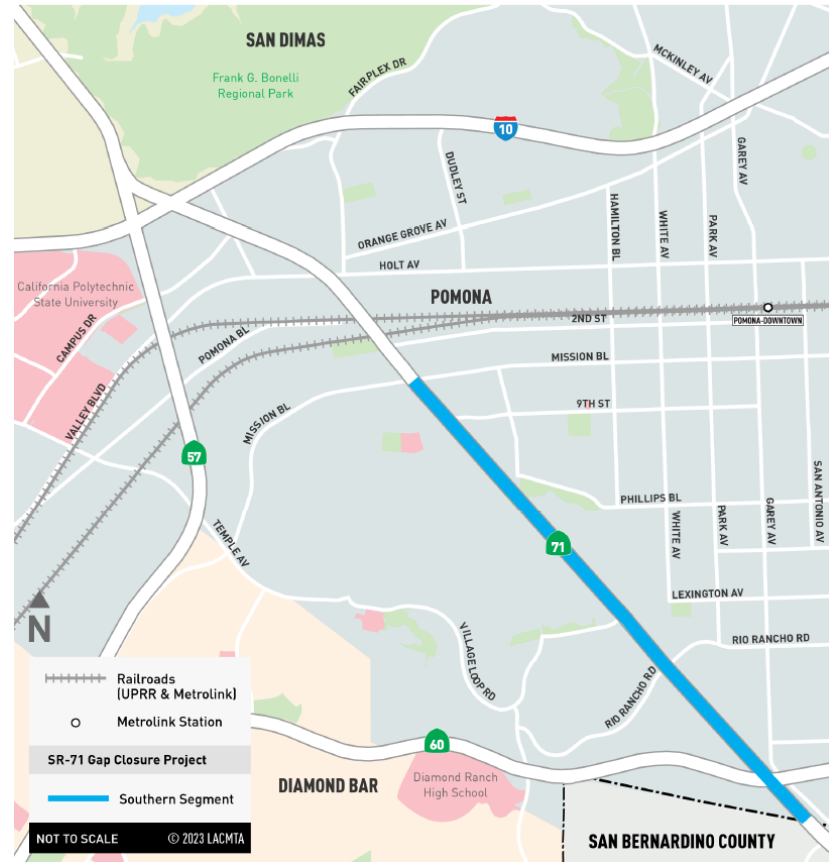 SAN DIMAS
Frank G. Bonelli
Regional Park
FAIRPLEX DR
MCKINLEY AV
10
DUDLEY ST
GAREY AV
ORANGE GROVE AV
HAMILTON BL
WHITE AV
PARK AV
HOLT AV
California Polytechnic
State University
CAMPUS DR
POMONA
2ND ST
POMONA-DOWNTOWN
POMONA BL
VALLEY BLVD
MISSION BL
MISSION BL
9TH ST
57
SAN ANTONIO AV
PHILLIPS BL
WHITE AV
PARK AV
GAREY AV
71
TEMPLE AV
LEXINGTON AV
N
VILLAGE LOOP RD
RIO RANCHO RD
RIO RANCHO RD
Railroads
(UPRR & Metrolink)
Metrolink Station
SR-71 Gap Closure Project
Southern Segment
NOT TO SCALE © 2023 LACMTA
60
DIAMOND BAR
Diamond Ranch
High School
SAN BERNARDINO COUNTY